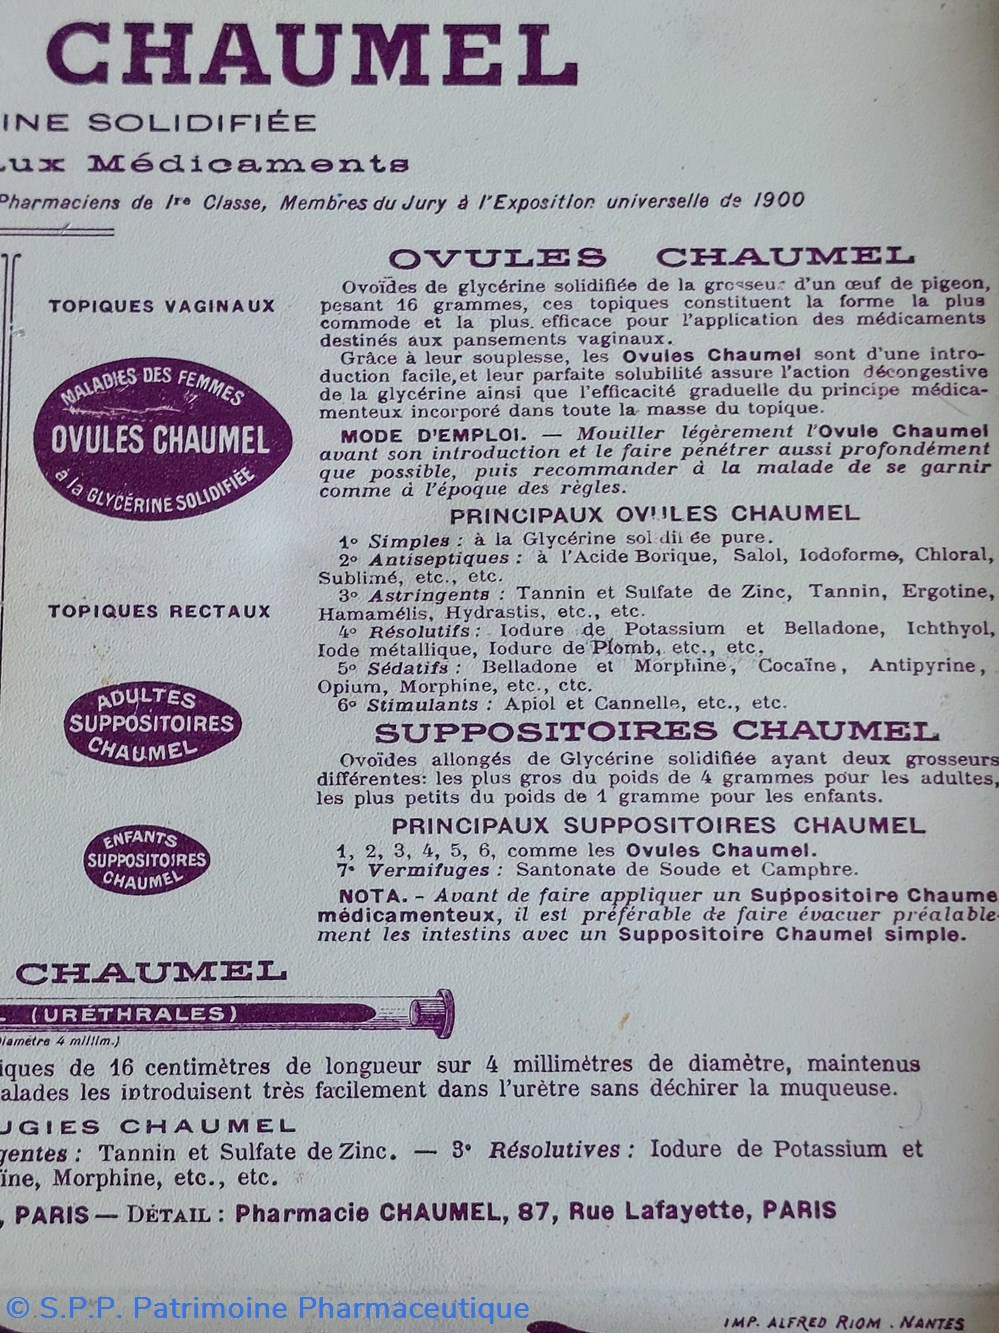 CHAUMEL
INE SOLIDIFIÉE
aux Médicaments
Pharmaciens de 1re Classe, Membres du Jury à l'Exposition universelle de 1900
OVULES CHAUMEL
Ovoïdes de glycérine solidifiée de la grosseur d'un œuf de pigeon,
pesant 16 grammes, ces topiques constituent la forme la plus
commode et la plus efficace pour l'application des médicaments
destinés aux pansements vaginaux.
Grâce à leur souplesse, les Ovules Chaumel sont d'une intro-
duction facile, et leur parfaite solubilité assure l'action décongestive
de la glycérine ainsi que l'efficacité graduelle du principe médica-
menteux incorporé dans toute la masse du topique.
MODE D'EMPLOI. — Mouiller légèrement l'Ovule Chaumel
avant son introduction et le faire pénétrer aussi profondément
que possible, puis recommander à la malade de se garnir
comme à l'époque des règles.
TOPIQUES VAGINAUX
MALADIES DES FEMMES
OVULES CHAUMEL
à la GLYCÉRINE SOLIDIFIÉE
PRINCIPAUX OVULES CHAUMEL
1º Simples : à la Glycérine solidifiée pure.
2º Antiseptiques : à l'Acide Borique, Salol, Iodoforme, Chloral,
Sublimé, etc., etc.
3º Astringents : Tannin et Sulfate de Zinc, Tannin, Ergotine,
Hamamélis, Hydrastis, etc., etc.
4º Résolutifs : Iodure de Potassium et Belladone, Ichthyol,
Iode métallique, Iodure de Plomb, etc., etc.
5º Sédatifs : Belladone et Morphine, Cocaïne, Antipyrine,
Opium, Morphine, etc., etc.
6º Stimulants : Apiol et Cannelle, etc., etc.
TOPIQUES RECTAUX
ADULTES
SUPPOSITOIRES
CHAUMEL
ENFANTS
SUPPOSITOIRES
CHAUMEL
SUPPOSITOIRES CHAUMEL
Ovoïdes allongés de Glycérine solidifiée ayant deux grosseurs
différentes: les plus gros du poids de 4 grammes pour les adultes,
les plus petits du poids de 1 gramme pour les enfants.
PRINCIPAUX SUPPOSITOIRES CHAUMEL
1, 2, 3, 4, 5, 6, comme les Ovules Chaumel.
7º Vermifuges : Santonate de Soude et Camphre.
NOTA. - Avant de faire appliquer un Suppositoire Chaume
médicamenteux, il est préférable de faire évacuer préalable-
ment les intestins avec un Suppositoire Chaumel simple.
CHAUMEL
L (URÉTHRALES)
(Diamètre 4 millim.)
iques de 16 centimètres de longueur sur 4 millimètres de diamètre, maintenus
alades les introduisent très facilement dans l'urètre sans déchirer la muqueuse.
UGIES CHAUMEL
gentes : Tannin et Sulfate de Zinc. — 3º Résolutives : Iodure de Potassium et
ïne, Morphine, etc., etc.
, PARIS — DÉTAIL : Pharmacie CHAUMEL, 87, Rue Lafayette, PARIS
© S.P.P. Patrimoine Pharmaceutique
IMP. ALFRED RIOM . NANTES